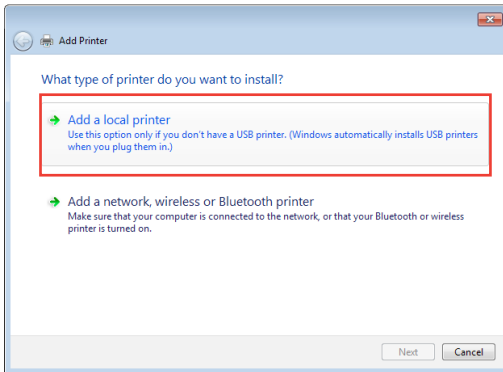 Add Printer
What type of printer do you want to install?
Add a local printer
Use this option only if you don't have a USB printer. (Windows automatically installs USB printers
when you plug them in.)
Add a network, wireless or Bluetooth printer
Make sure that your computer is connected to the network, or that your Bluetooth or wireless
printer is turned on.
Next
Cancel